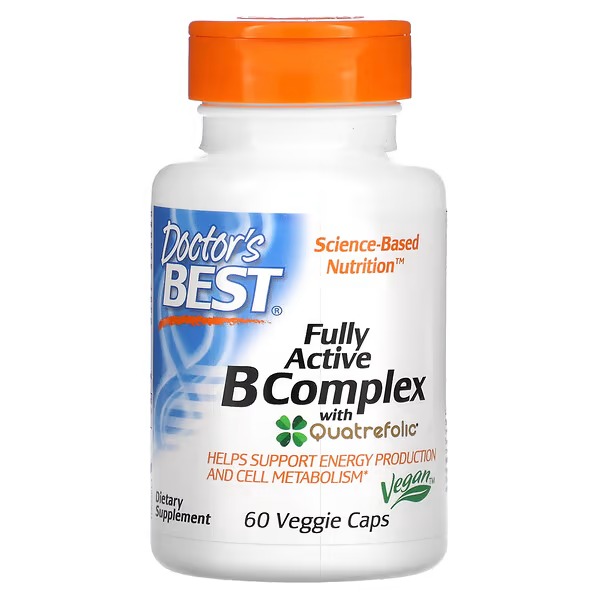 Doctor's
BEST®
Science-Based
Nutrition™
Fully
Active
B Complex
with
Quatrefolic®
HELPS SUPPORT ENERGY PRODUCTION
AND CELL METABOLISM*
Vegan™
Dietary
Supplement
60 Veggie Caps